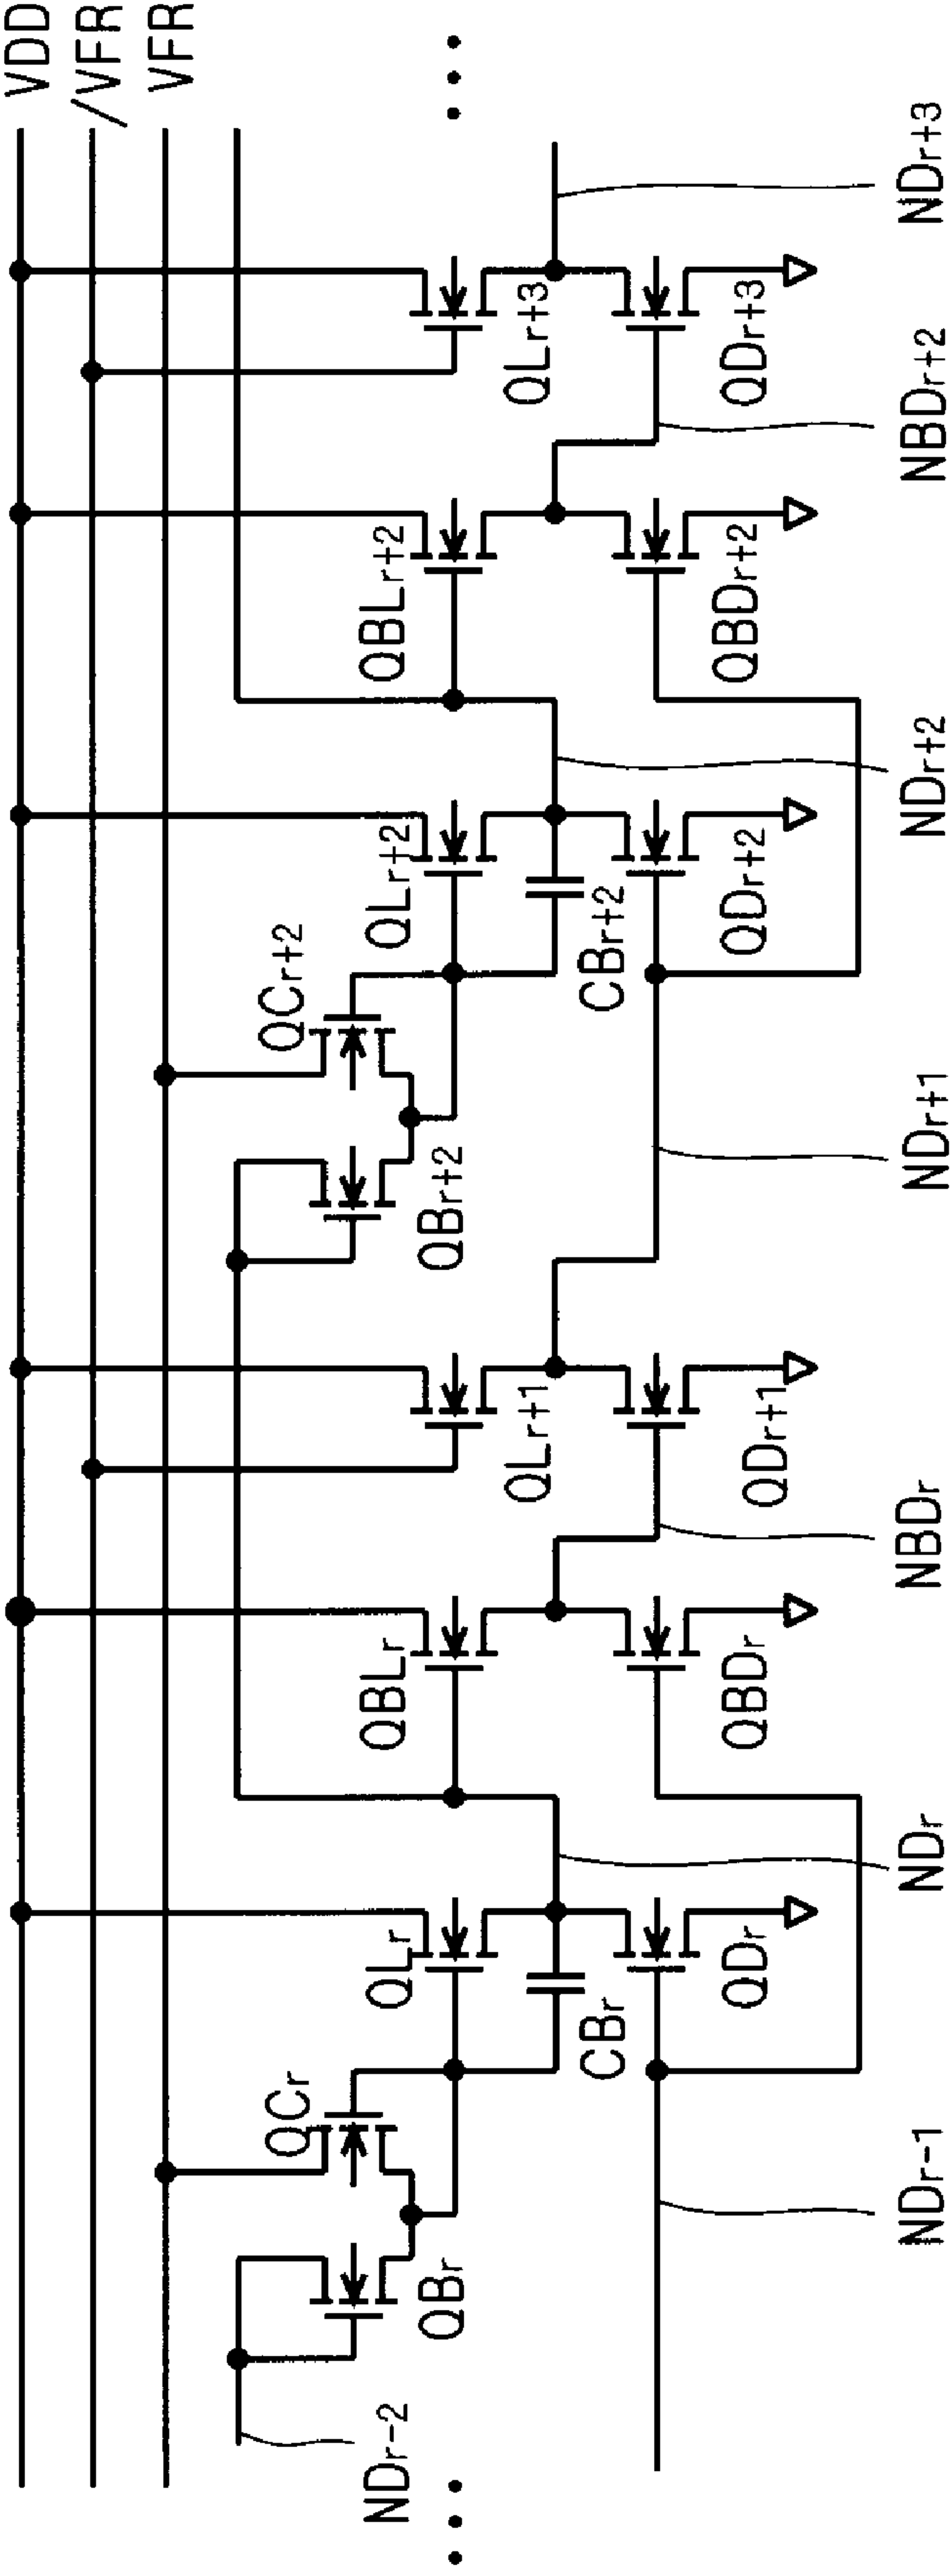 VDD
/VFR
VFR
NDr-2
QBr
QCr
QLr
CBr
QDr
NDr-1
NDr
QBLr
QBDr
NBDr
QLr+1
QDr+1
NDr+1
QBr+2
QCr+2
QLr+2
CBr+2
QDr+2
NDr+2
QBLr+2
QBDr+2
NBDr+2
QLr+3
QDr+3
NDr+3